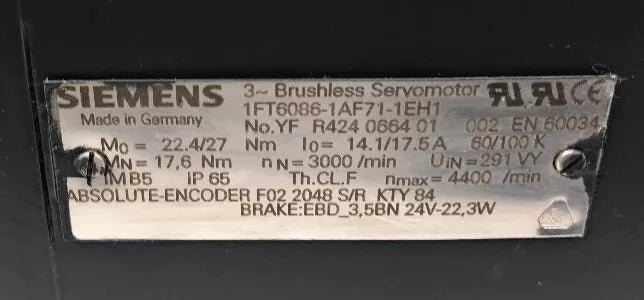 SIEMENS 3~ Brushless Servomotor
1FT6086-1AF71-1EH1
Made in Germany No.YF R424 0664 01 002 EN 60034
M0 = 22.4/27 Nm I0= 14.1/17.5 A 60/100 K
MN= 17,6 Nm nN= 3000 /min UIN= 291 VY
IMB5 IP 65 Th.CL.F nmax= 4400 /min
ABSOLUTE-ENCODER F02 2048 S/R KTY 84
BRAKE:EBD_3,5BN 24V-22,3W